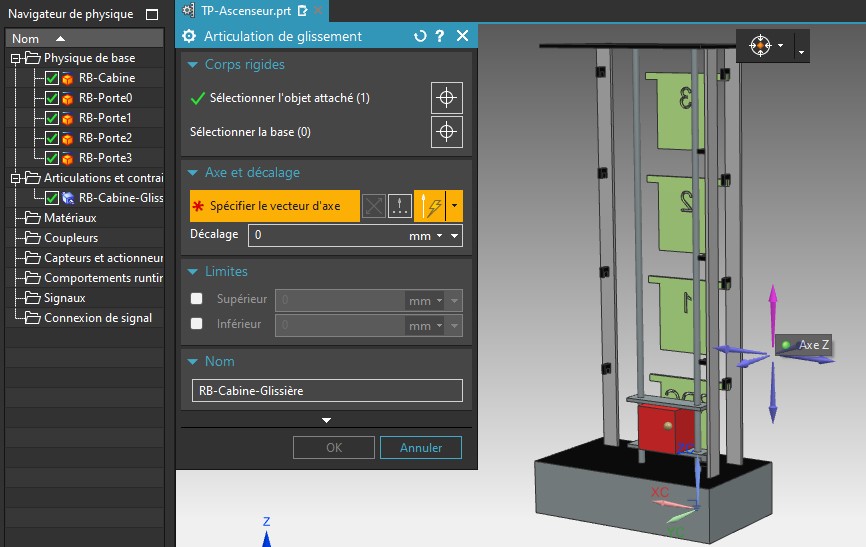 Navigateur de physique
Nom
Physique de base
RB-Cabine
RB-Porte0
RB-Porte1
RB-Porte2
RB-Porte3
Articulations et contrai
RB-Cabine-Gliss
Matériaux
Coupleurs
Capteurs et actionneur
Comportements runtir
Signaux
Connexion de signal
TP-Ascenseur.prt
Articulation de glissement
Corps rigides
Sélectionner l'objet attaché (1)
Sélectionner la base (0)
Axe et décalage
* Spécifier le vecteur d'axe
Décalage 0 mm
Limites
Supérieur 0 mm
Inférieur 0 mm
Nom
RB-Cabine-Glissière
OK Annuler
3
2
1
Axe Z
XC
Z